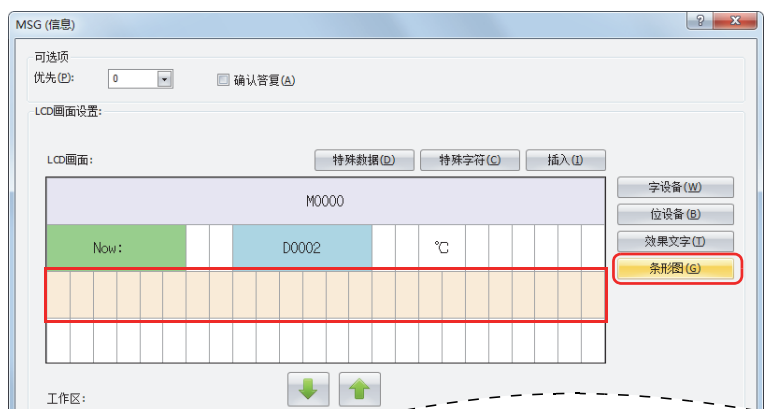 MSG (信息)
可选项
优先(P): 0 确认答复(A)
LCD画面设置:
LCD画面: 特殊数据(D) 特殊字符(C) 插入(I)
M0000
Now: D0002 ℃
字设备(W)
位设备(B)
效果文字(T)
条形图(G)
工作区: